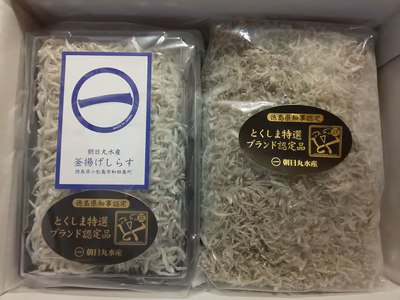 朝日丸水産
釜揚げしらす
徳島県小松島市和田島町
徳島県知事認定
とくしま特選
ブランド認定品
朝日丸水産
徳島県知事認定
とくしま特選
ブランド認定品
朝日丸水産